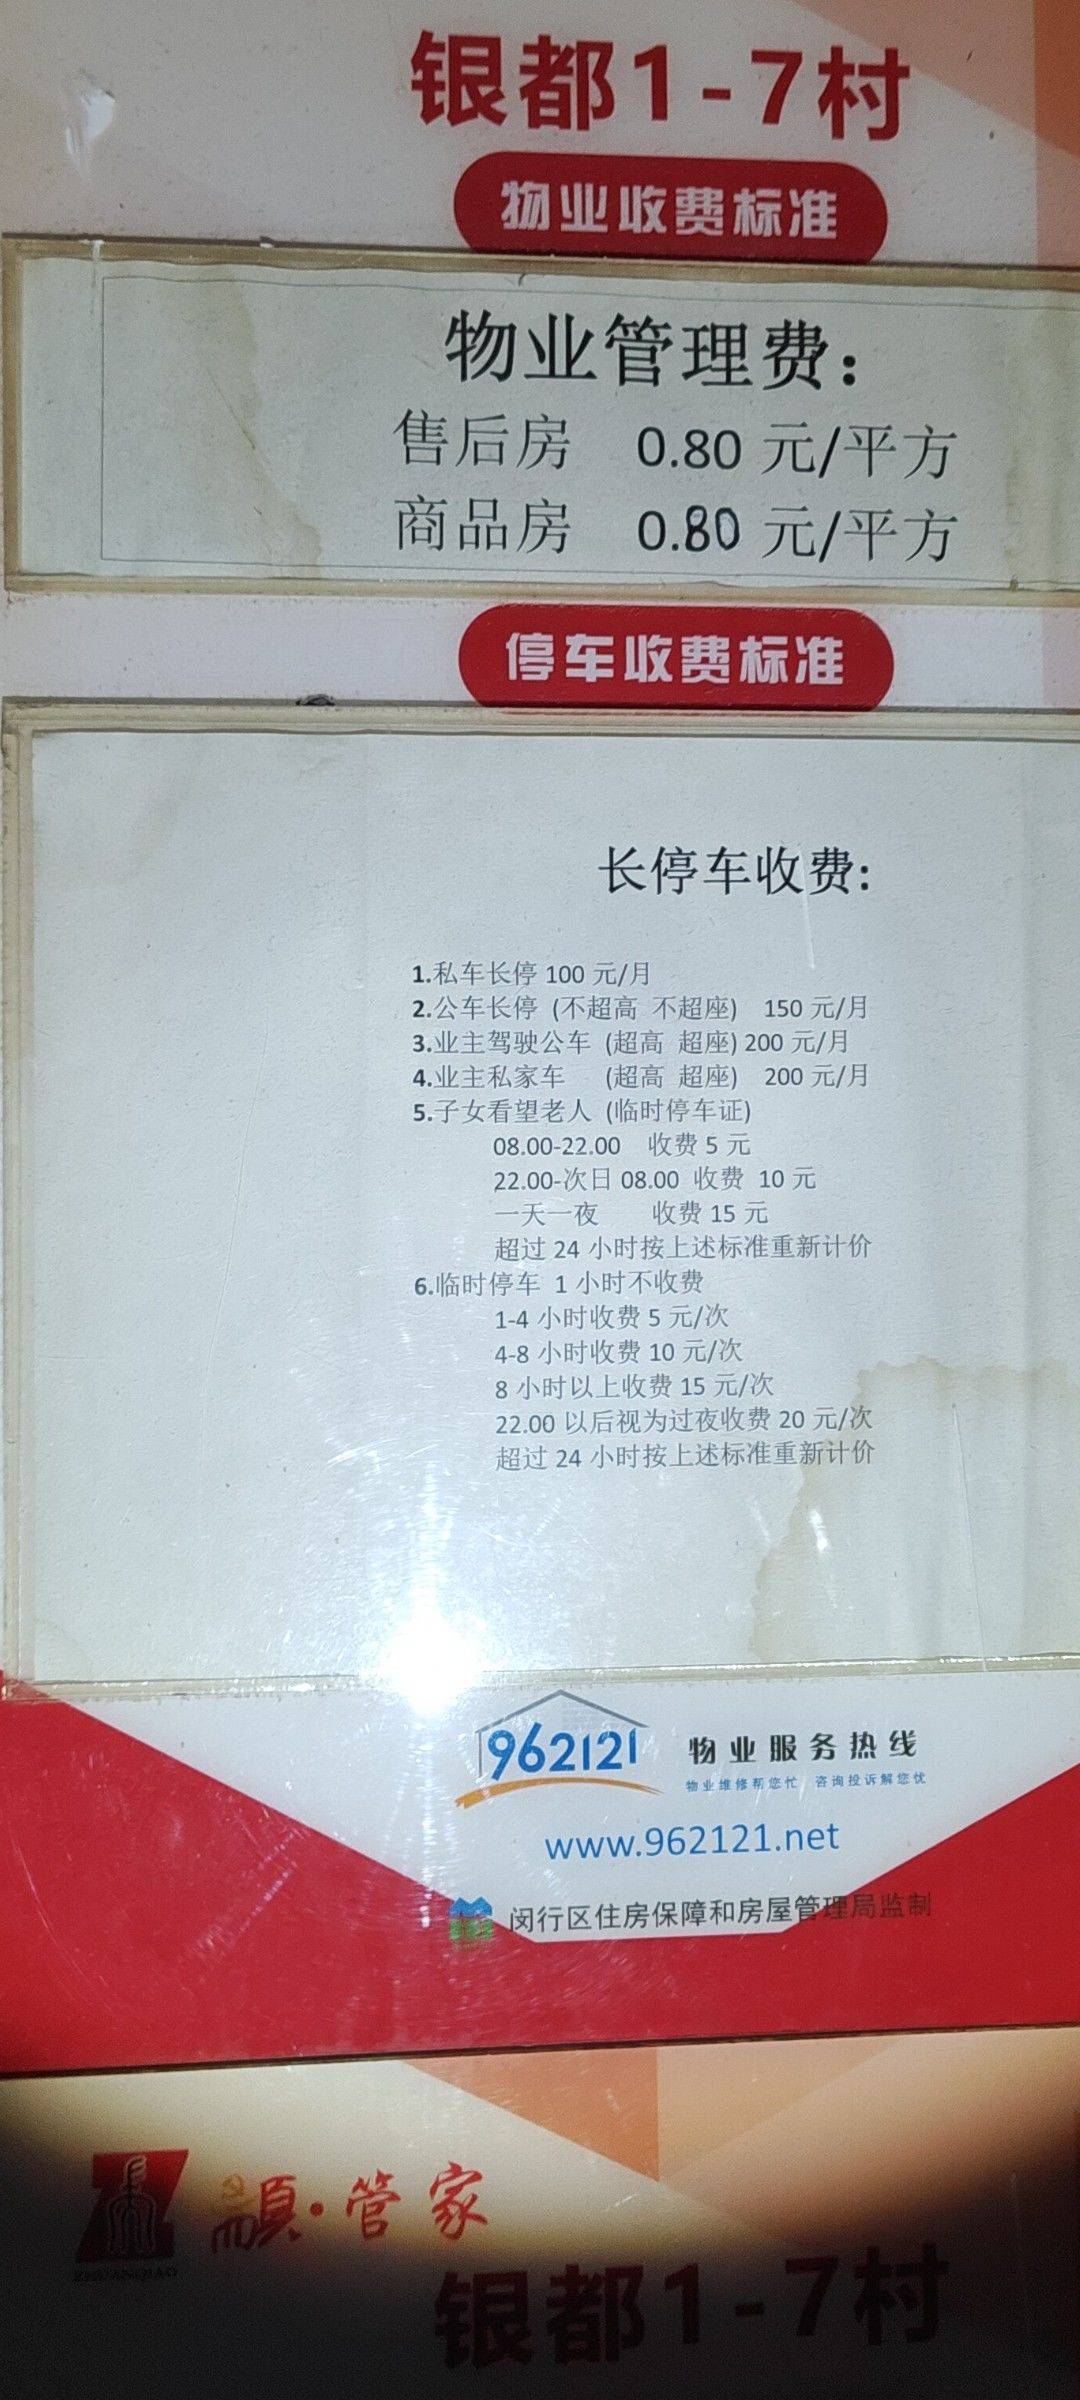 银都1-7村
物业收费标准
物业管理费：
售后房 0.80 元/平方
商品房 0.80 元/平方
停车收费标准
长停车收费:
1.私车长停 100 元/月
2.公车长停 (不超高 不超座) 150 元/月
3.业主驾驶公车 (超高 超座) 200 元/月
4.业主私家车 (超高 超座) 200 元/月
5.子女看望老人 (临时停车证)
08.00-22.00 收费 5 元
22.00-次日 08.00 收费 10 元
一天一夜 收费 15 元
超过 24 小时按上述标准重新计价
6.临时停车 1 小时不收费
1-4 小时收费 5 元/次
4-8 小时收费 10 元/次
8 小时以上收费 15 元/次
22.00 以后视为过夜收费 20 元/次
超过 24 小时按上述标准重新计价
962121 物业服务热线
物业维修帮您忙 咨询投诉解您忧
www.962121.net
闵行区住房保障和房屋管理局监制
颛·管家
ZHUANQIAO
银都1-7村